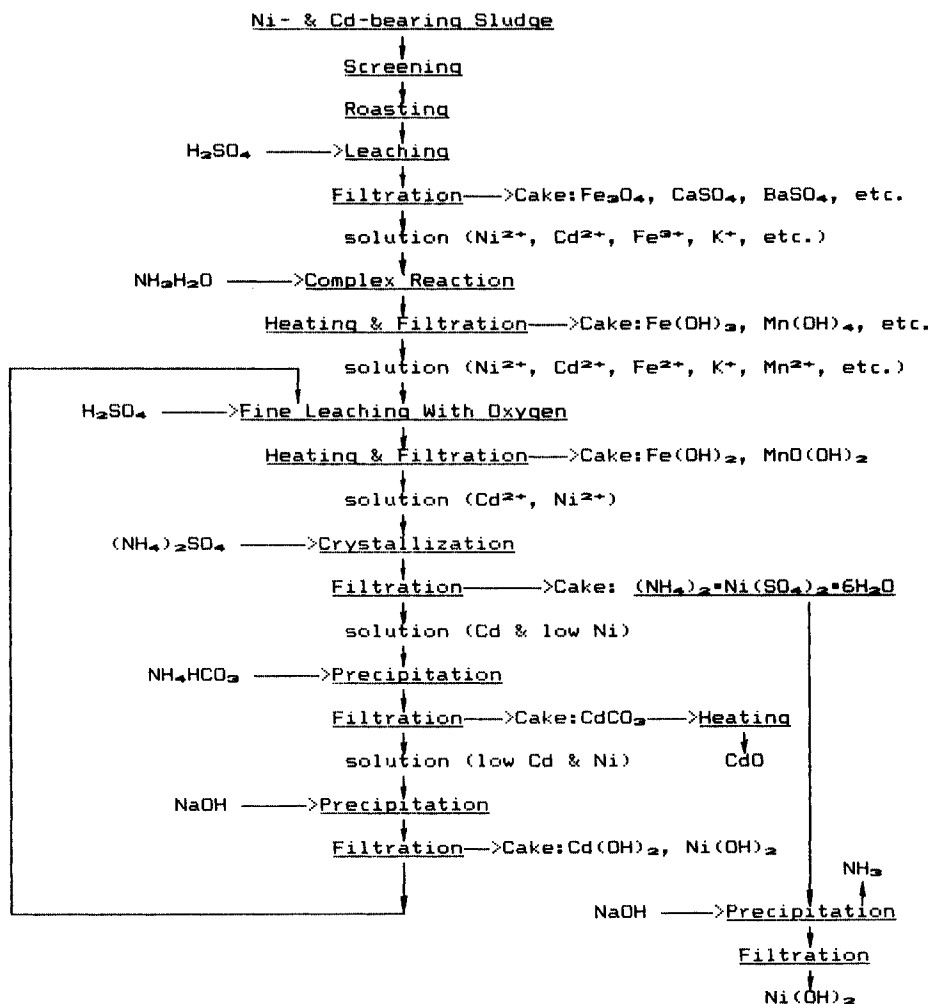 Ni- & Cd-bearing Sludge
Screening
Roasting
H₂SO₄ ——>Leaching
Filtration——>Cake:Fe₃O₄, CaSO₄, BaSO₄, etc.
solution (Ni²⁺, Cd²⁺, Fe³⁺, K⁺, etc.)
NH₃H₂O ——>Complex Reaction
Heating & Filtration——>Cake:Fe(OH)₃, Mn(OH)₄, etc.
solution (Ni²⁺, Cd²⁺, Fe²⁺, K⁺, Mn²⁺, etc.)
H₂SO₄ ——>Fine Leaching With Oxygen
Heating & Filtration——>Cake:Fe(OH)₂, MnO(OH)₂
solution (Cd²⁺, Ni²⁺)
(NH₄)₂SO₄ ——>Crystallization
Filtration ——>Cake: (NH₄)₂▪Ni(SO₄)₂▪6H₂O
solution (Cd & low Ni)
NH₄HCO₃ ——>Precipitation
Filtration——>Cake:CdCO₃——>Heating
solution (low Cd & Ni)
CdO
NaOH ——>Precipitation
Filtration——>Cake:Cd(OH)₂, Ni(OH)₂
NH₃
NaOH ——>Precipitation
Filtration
Ni(OH)₂